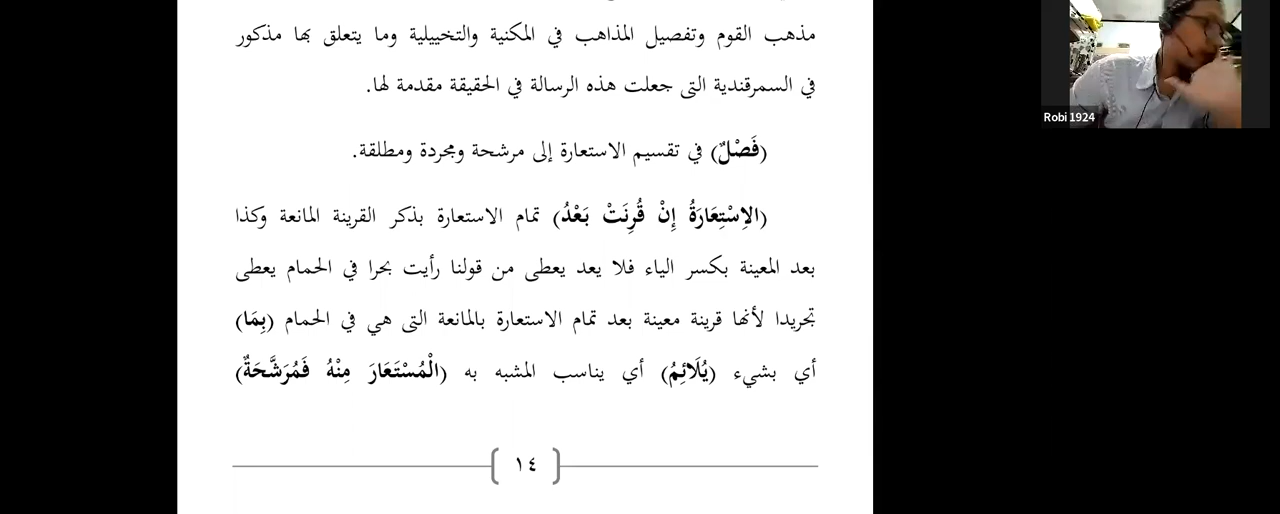 مذهب القوم وتفصيل المذاهب في المكنية والتخييلية وما يتعلق بها مذكور
في السمرقندية التى جعلت هذه الرسالة في الحقيقة مقدمة لها.
(فَصْلٌ) في تقسيم الاستعارة إلى مرشحة ومجردة ومطلقة.
(الاِسْتِعَارَةُ إِنْ قُرِنَتْ بَعْدُ) تمام الاستعارة بذكر القرينة المانعة وكذا
بعد المعينة بكسر الياء فلا يعد يعطى من قولنا رأيت بحرا في الحمام يعطى
تجريدا لأنها قرينة معينة بعد تمام الاستعارة بالمانعة التى هي في الحمام (بِمَا)
أي بشيء (يُلَائِمُ) أي يناسب المشبه به (الْمُسْتَعَارَ مِنْهُ فَمُرَشَّحَةٌ)
١٤
Robi 1924